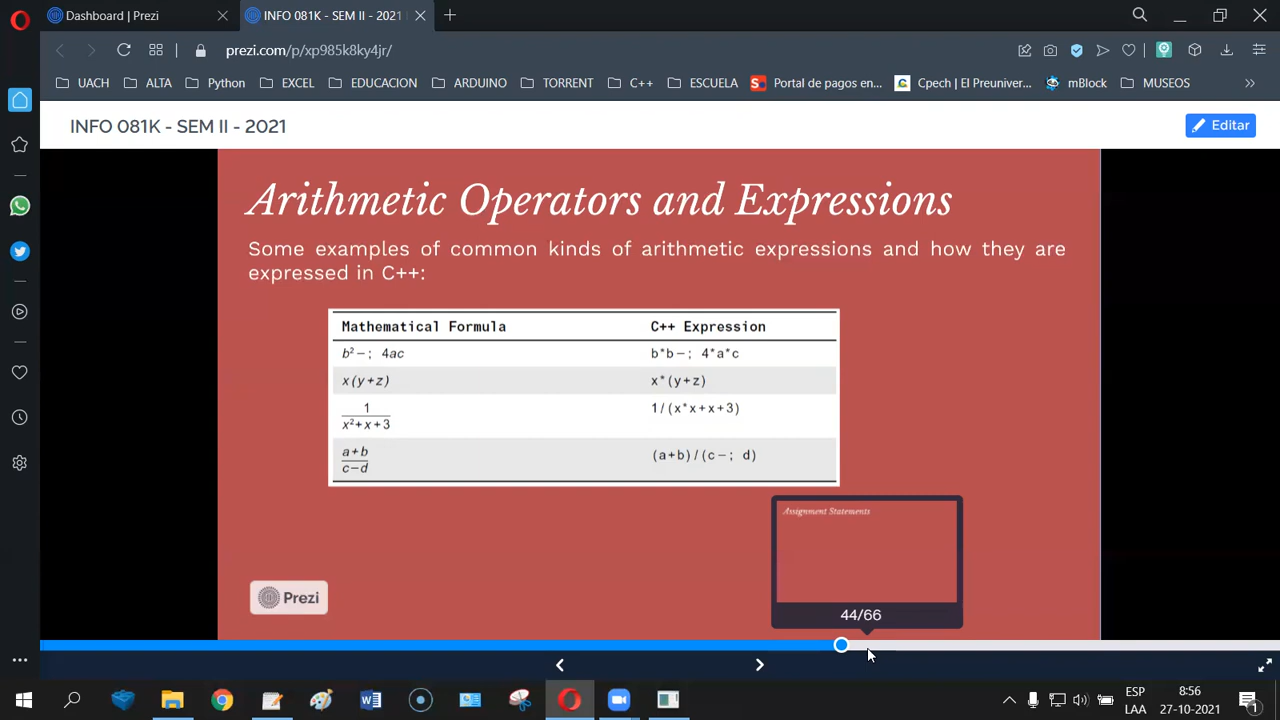 Dashboard | Prezi
INFO 081K - SEM II - 2021
prezi.com/p/xp985k8ky4jr/
UACH ALTA Python EXCEL EDUCACION ARDUINO TORRENT C++ ESCUELA Portal de pagos en... Cpech | El Preuniver... mBlock MUSEOS
INFO 081K - SEM II - 2021
Editar
Arithmetic Operators and Expressions
Some examples of common kinds of arithmetic expressions and how they are
expressed in C++:
Mathematical Formula C++ Expression
b²−; 4ac b*b−; 4*a*c
x(y+z) x*(y+z)
1 1/(x*x+x+3)
x²+x+3
a+b (a+b)/(c−; d)
c−d
Assignment Statements
Prezi
44/66
ESP 8:56
LAA 27-10-2021
1